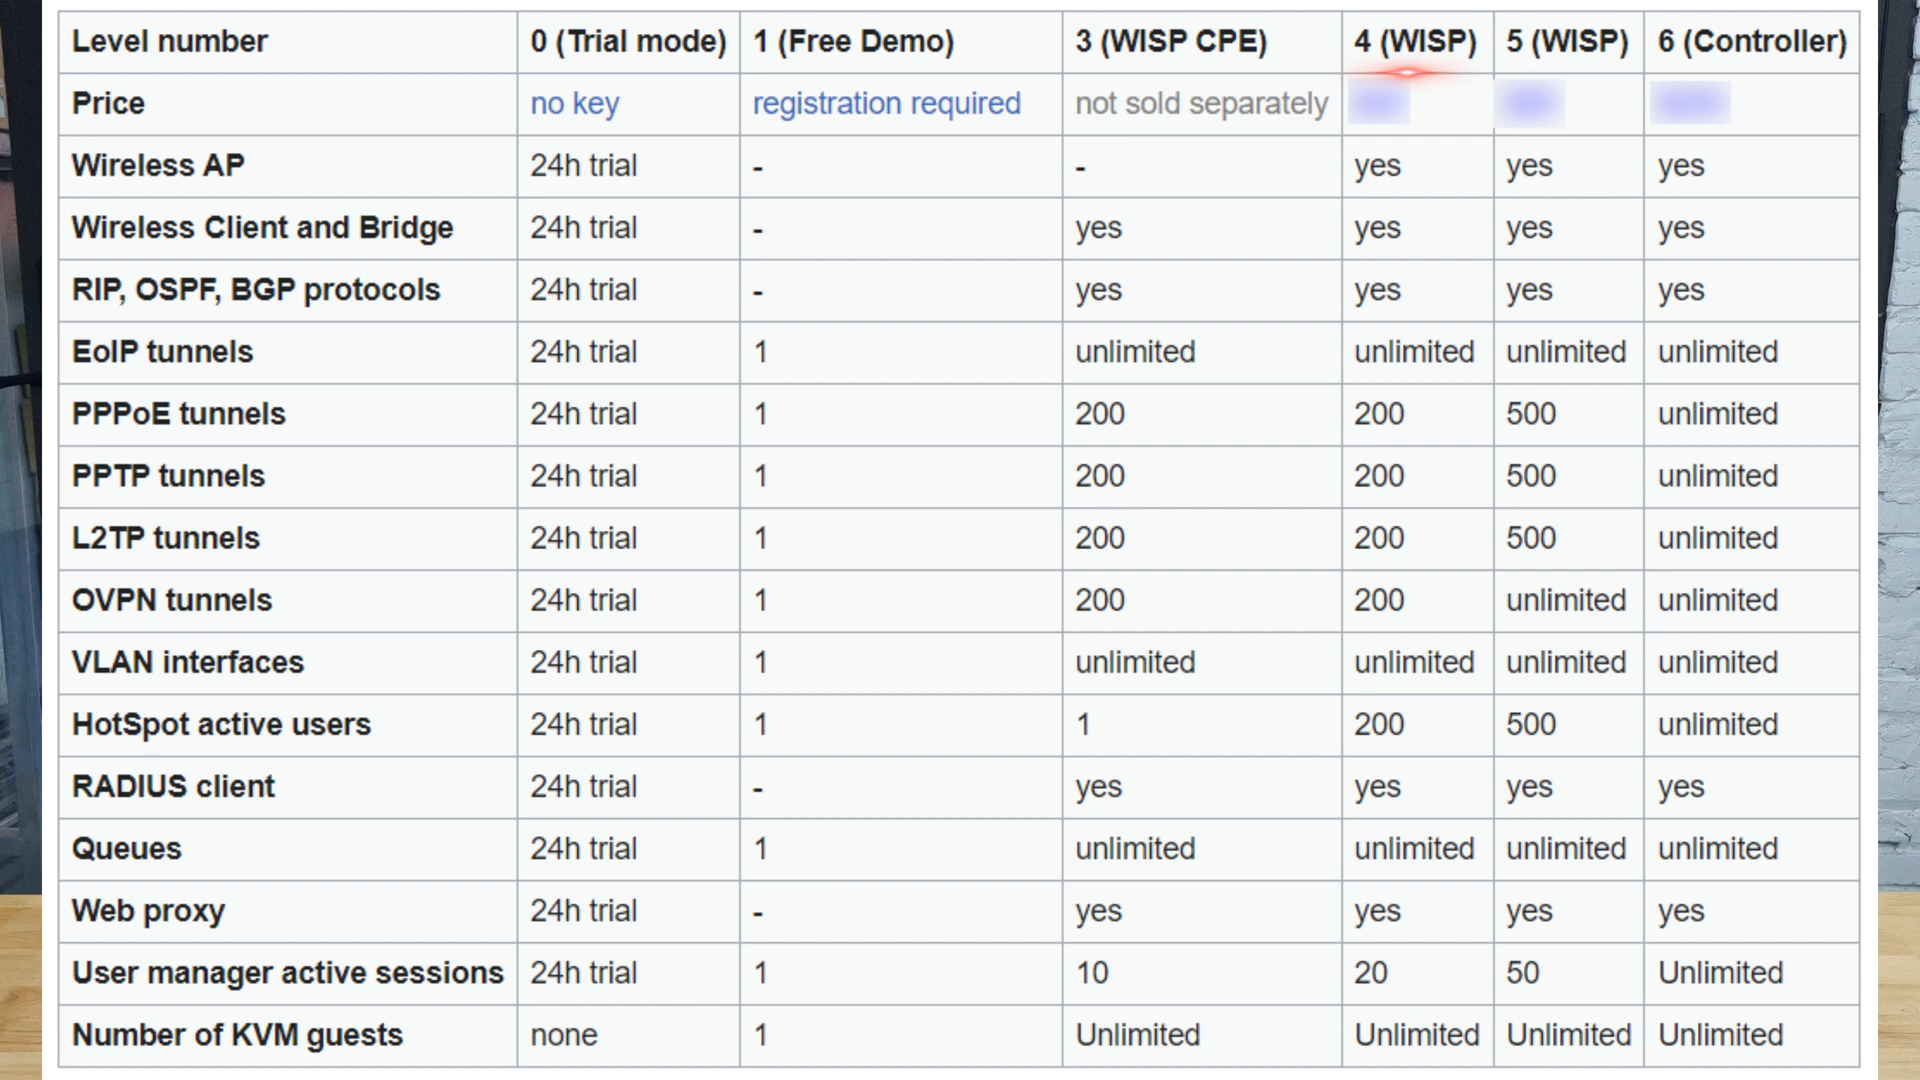 Level number 0 (Trial mode) 1 (Free Demo) 3 (WISP CPE) 4 (WISP) 5 (WISP) 6 (Controller)
Price no key registration required not sold separately
Wireless AP 24h trial - - yes yes yes
Wireless Client and Bridge 24h trial - yes yes yes yes
RIP, OSPF, BGP protocols 24h trial - yes yes yes yes
EoIP tunnels 24h trial 1 unlimited unlimited unlimited unlimited
PPPoE tunnels 24h trial 1 200 200 500 unlimited
PPTP tunnels 24h trial 1 200 200 500 unlimited
L2TP tunnels 24h trial 1 200 200 500 unlimited
OVPN tunnels 24h trial 1 200 200 unlimited unlimited
VLAN interfaces 24h trial 1 unlimited unlimited unlimited unlimited
HotSpot active users 24h trial 1 1 200 500 unlimited
RADIUS client 24h trial - yes yes yes yes
Queues 24h trial 1 unlimited unlimited unlimited unlimited
Web proxy 24h trial - yes yes yes yes
User manager active sessions 24h trial 1 10 20 50 Unlimited
Number of KVM guests none 1 Unlimited Unlimited Unlimited Unlimited